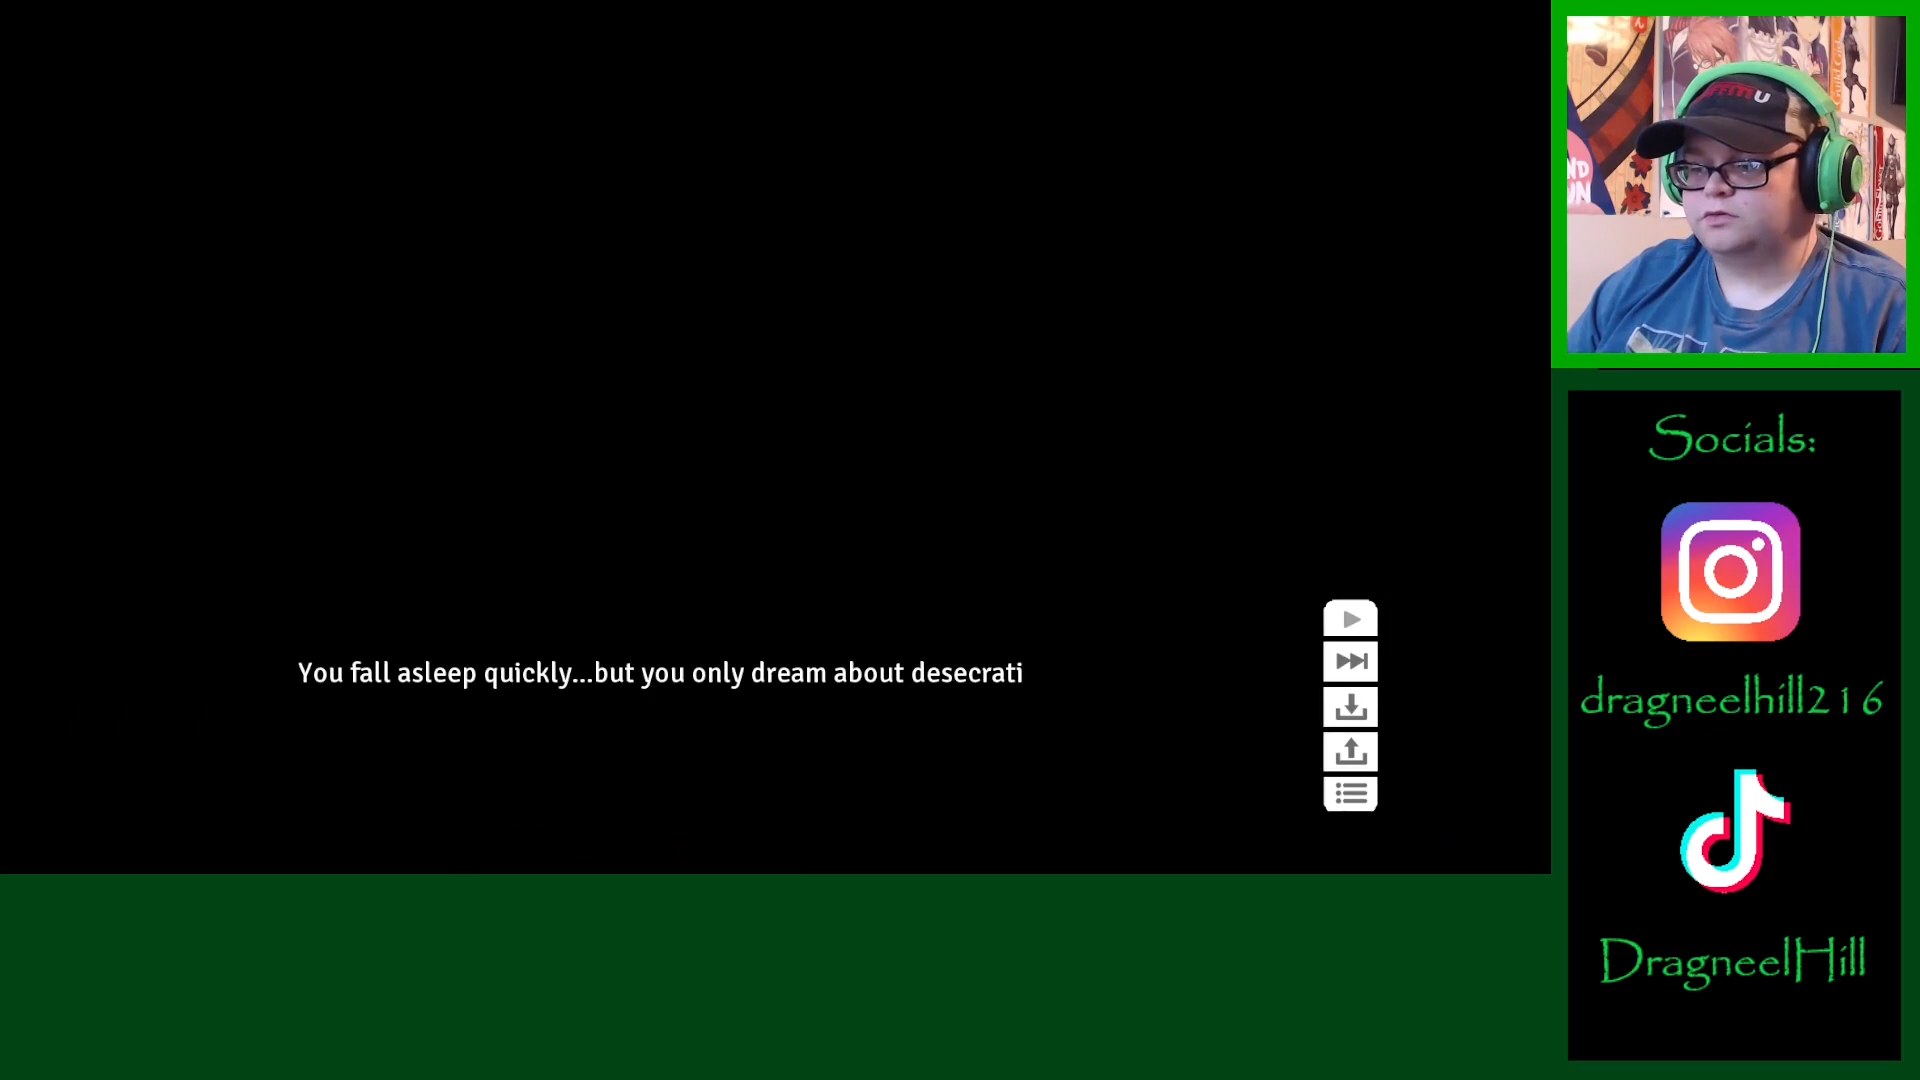 You fall asleep quickly...but you only dream about desecrati
U
Socials:
dragneelhill216
DragneelHill